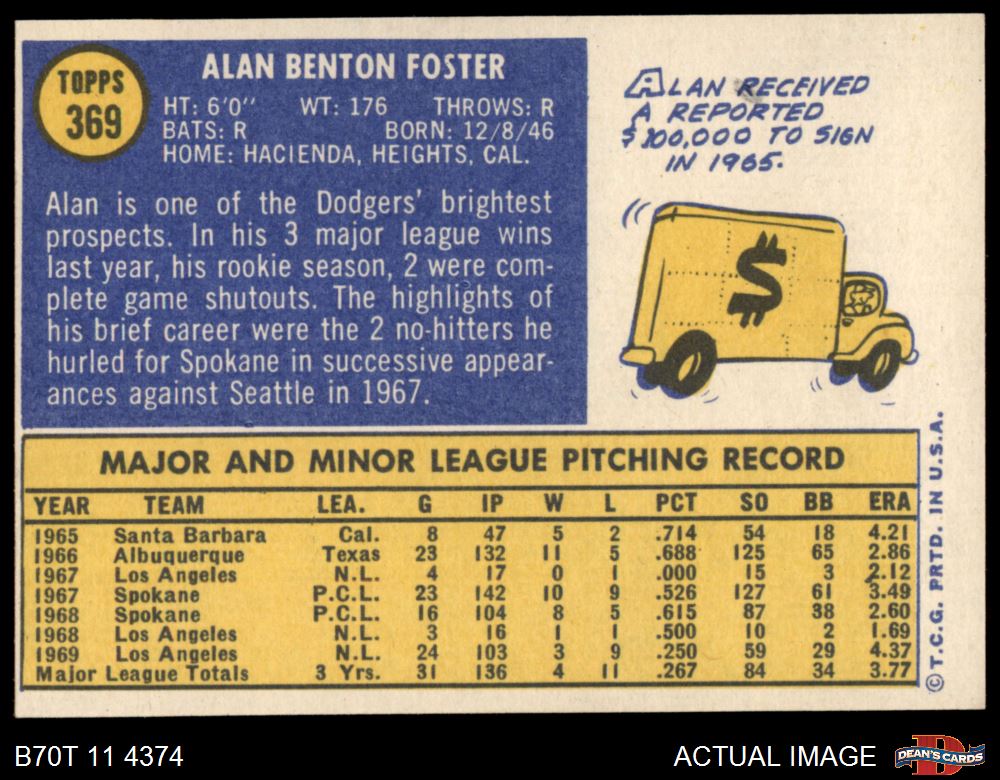 TOPPS
369
ALAN BENTON FOSTER
HT: 6'0" WT: 176 THROWS: R
BATS: R BORN: 12/8/46
HOME: HACIENDA, HEIGHTS, CAL.
Alan is one of the Dodgers' brightest
prospects. In his 3 major league wins
last year, his rookie season, 2 were com-
plete game shutouts. The highlights of
his brief career were the 2 no-hitters he
hurled for Spokane in successive appear-
ances against Seattle in 1967.
ALAN RECEIVED
A REPORTED
$100,000 TO SIGN
IN 1965.
$
MAJOR AND MINOR LEAGUE PITCHING RECORD
YEAR TEAM LEA. G IP W L PCT SO BB ERA
1965 Santa Barbara Cal. 8 47 5 2 .714 54 18 4.21
1966 Albuquerque Texas 23 132 11 5 .688 125 65 2.86
1967 Los Angeles N.L. 4 17 0 1 .000 15 3 2.12
1967 Spokane P.C.L. 23 142 10 9 .526 127 61 3.49
1968 Spokane P.C.L. 16 104 8 5 .615 87 38 2.60
1968 Los Angeles N.L. 3 16 1 1 .500 10 2 1.69
1969 Los Angeles N.L. 24 103 3 9 .250 59 29 4.37
Major League Totals 3 Yrs. 31 136 4 11 .267 84 34 3.77
© T.C.G. PRTD. IN U.S.A.
B70T 11 4374
ACTUAL IMAGE
D
DEAN'S CARDS